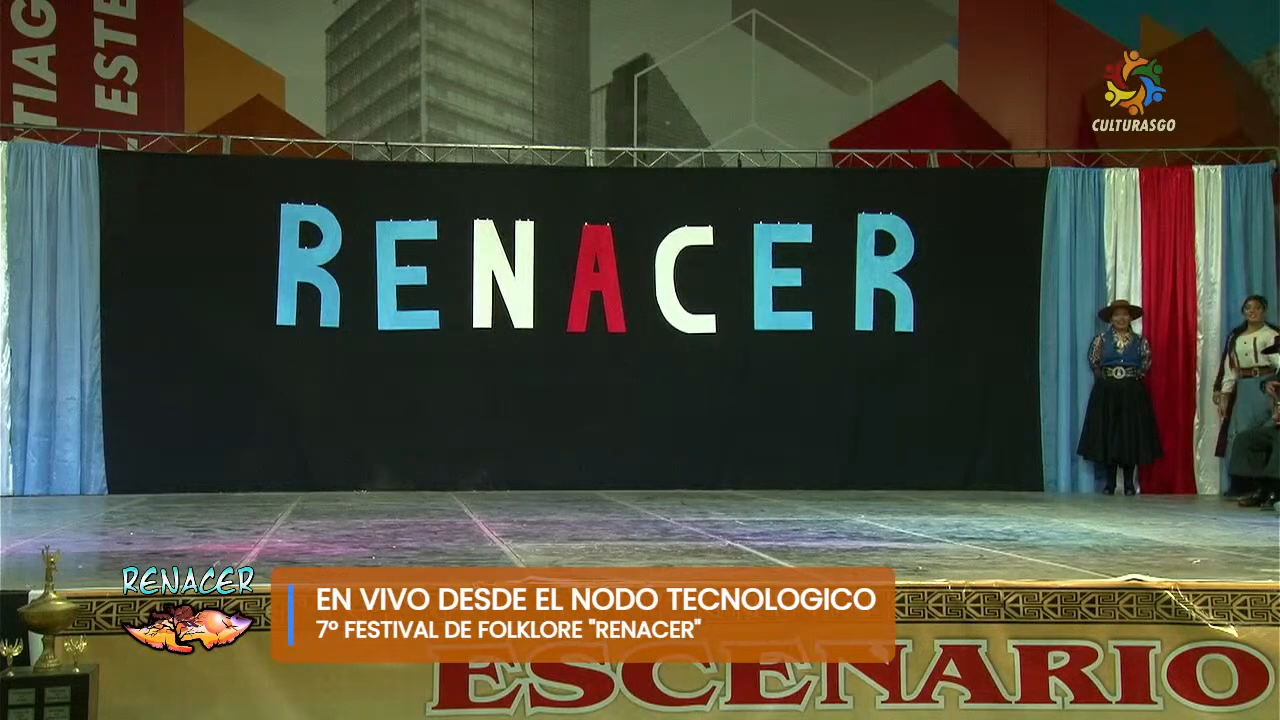 TIAG
ESTE
CULTURASGO
RENACER
RENACER
EN VIVO DESDE EL NODO TECNOLOGICO
7º FESTIVAL DE FOLKLORE "RENACER"
ESCENARIO